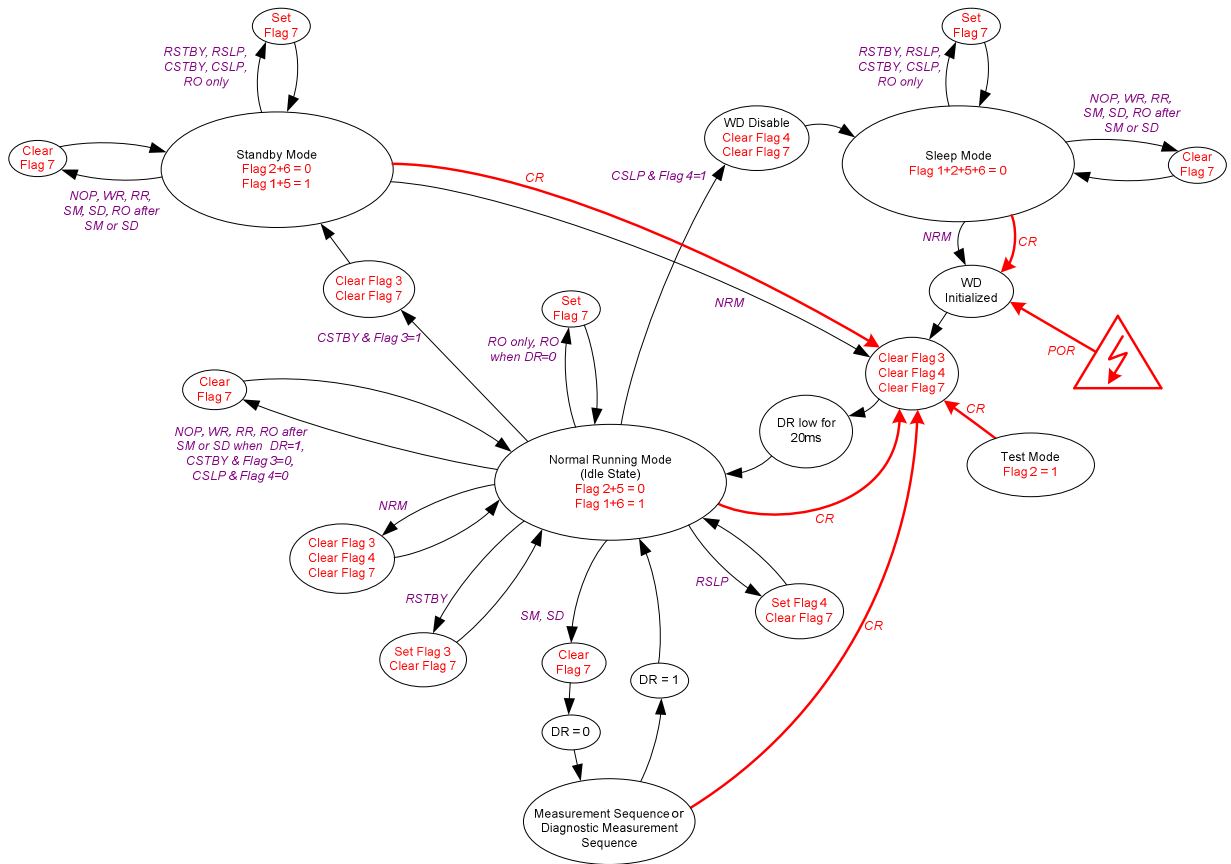 Set
Flag 7
RSTBY, RSLP,
CSTBY, CSLP,
RO only
Clear
Flag 7
Standby Mode
Flag 2+6 = 0
Flag 1+5 = 1
NOP, WR, RR,
SM, SD, RO after
SM or SD
CR
NRM
Clear Flag 3
Clear Flag 7
CSTBY & Flag 3=1
Set
Flag 7
RSTBY, RSLP,
CSTBY, CSLP,
RO only
NOP, WR, RR,
SM, SD, RO after
SM or SD
WD Disable
Clear Flag 4
Clear Flag 7
Sleep Mode
Flag 1+2+5+6 = 0
Clear
Flag 7
CSLP & Flag 4=1
NRM
CR
WD
Initialized
POR
Clear Flag 3
Clear Flag 4
Clear Flag 7
CR
Test Mode
Flag 2 = 1
DR low for
20ms
Set
Flag 7
RO only, RO
when DR=0
Clear
Flag 7
NOP, WR, RR, RO after
SM or SD when DR=1,
CSTBY & Flag 3=0,
CSLP & Flag 4=0
Normal Running Mode
(Idle State)
Flag 2+5 = 0
Flag 1+6 = 1
CR
NRM
Clear Flag 3
Clear Flag 4
Clear Flag 7
RSTBY
Set Flag 3
Clear Flag 7
SM, SD
Clear
Flag 7
DR = 0
DR = 1
RSLP
Set Flag 4
Clear Flag 7
CR
Measurement Sequence or
Diagnostic Measurement
Sequence